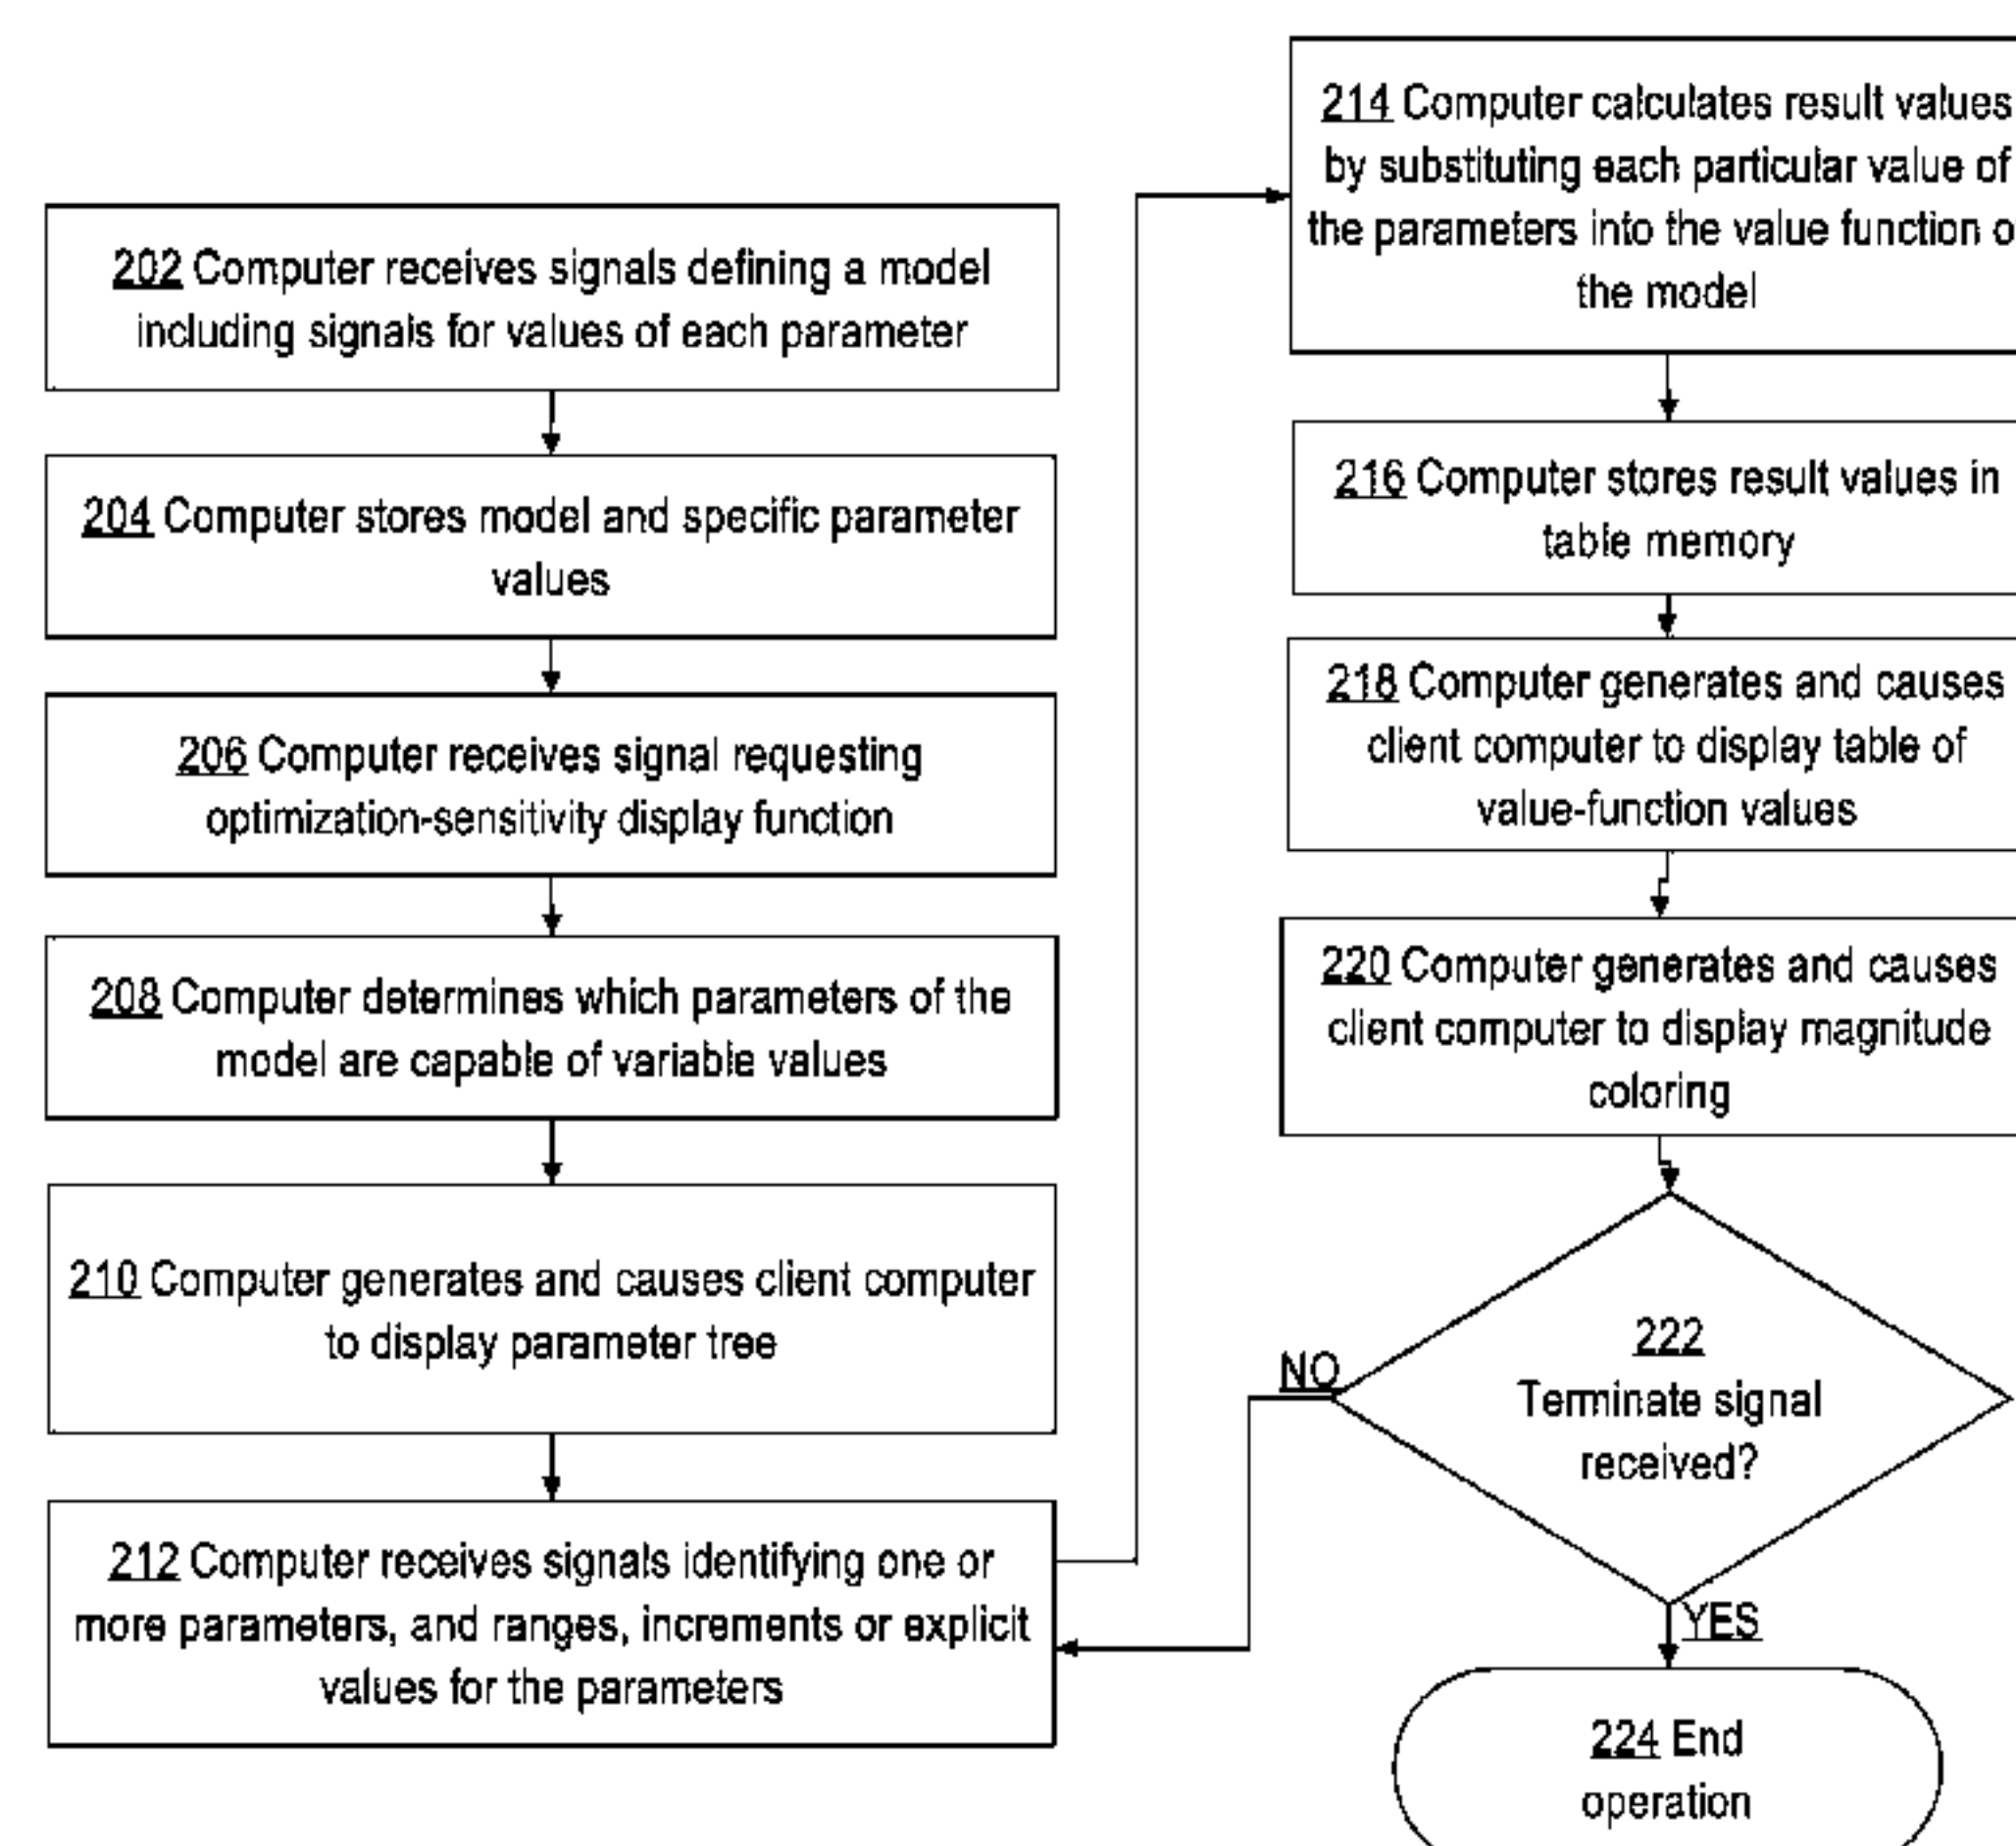 202 Computer receives signals defining a model
including signals for values of each parameter
204 Computer stores model and specific parameter
values
206 Computer receives signal requesting
optimization-sensitivity display function
208 Computer determines which parameters of the
model are capable of variable values
210 Computer generates and causes client computer
to display parameter tree
212 Computer receives signals identifying one or
more parameters, and ranges, increments or explicit
values for the parameters
214 Computer calculates result values
by substituting each particular value of
the parameters into the value function
the model
216 Computer stores result values in
table memory
218 Computer generates and causes
client computer to display table of
value-function values
220 Computer generates and causes
client computer to display magnitude
coloring
222
Terminate signal
received?
NO
YES
224 End
operation